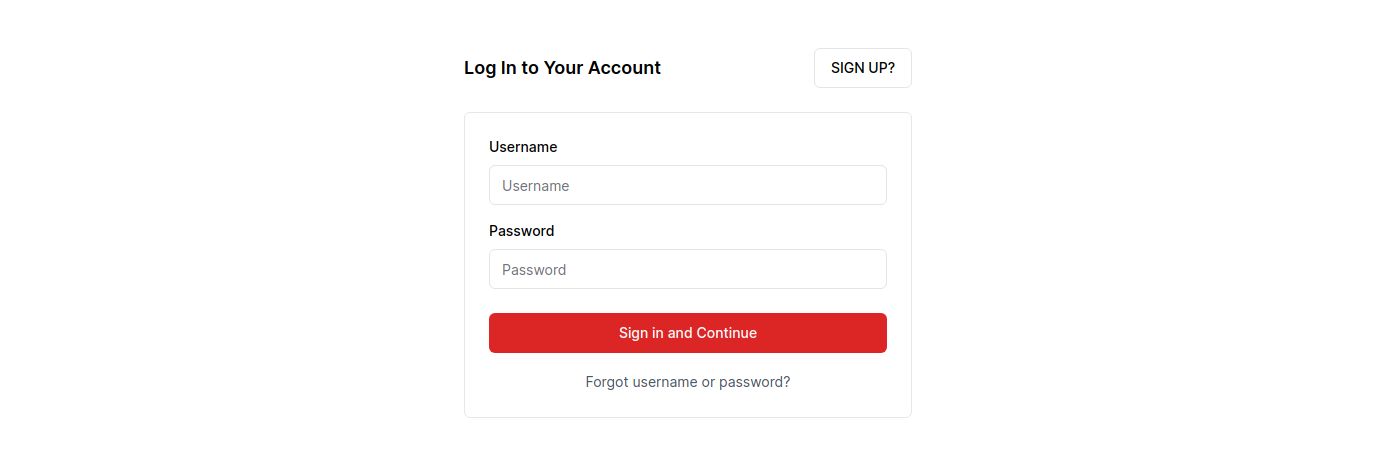 Log In to Your Account
SIGN UP?
Username
Username
Password
Password
Sign in and Continue
Forgot username or password?